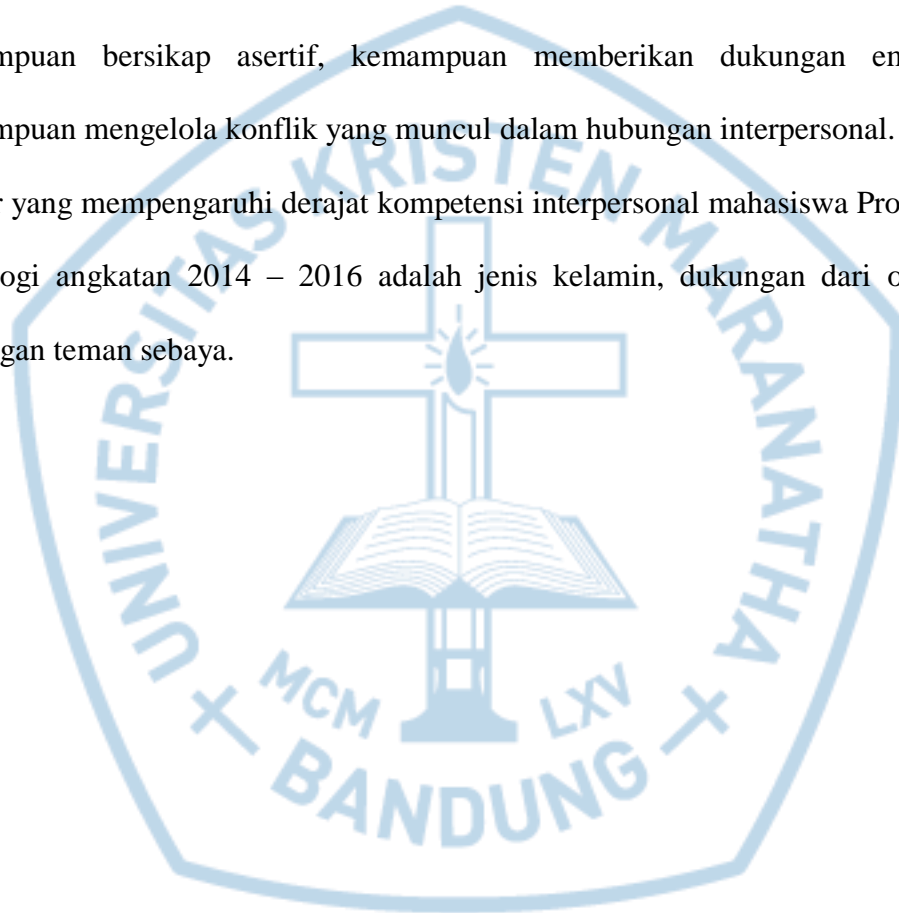 mpuan bersikap asertif, kemampuan memberikan dukungan em
mpuan mengelola konflik yang muncul dalam hubungan interpersonal.
r yang mempengaruhi derajat kompetensi interpersonal mahasiswa Pro
ogi angkatan 2014 – 2016 adalah jenis kelamin, dukungan dari o
gan teman sebaya.
UNIVERSITAS KRISTEN MARANATHA
MCM LXV
BANDUNG